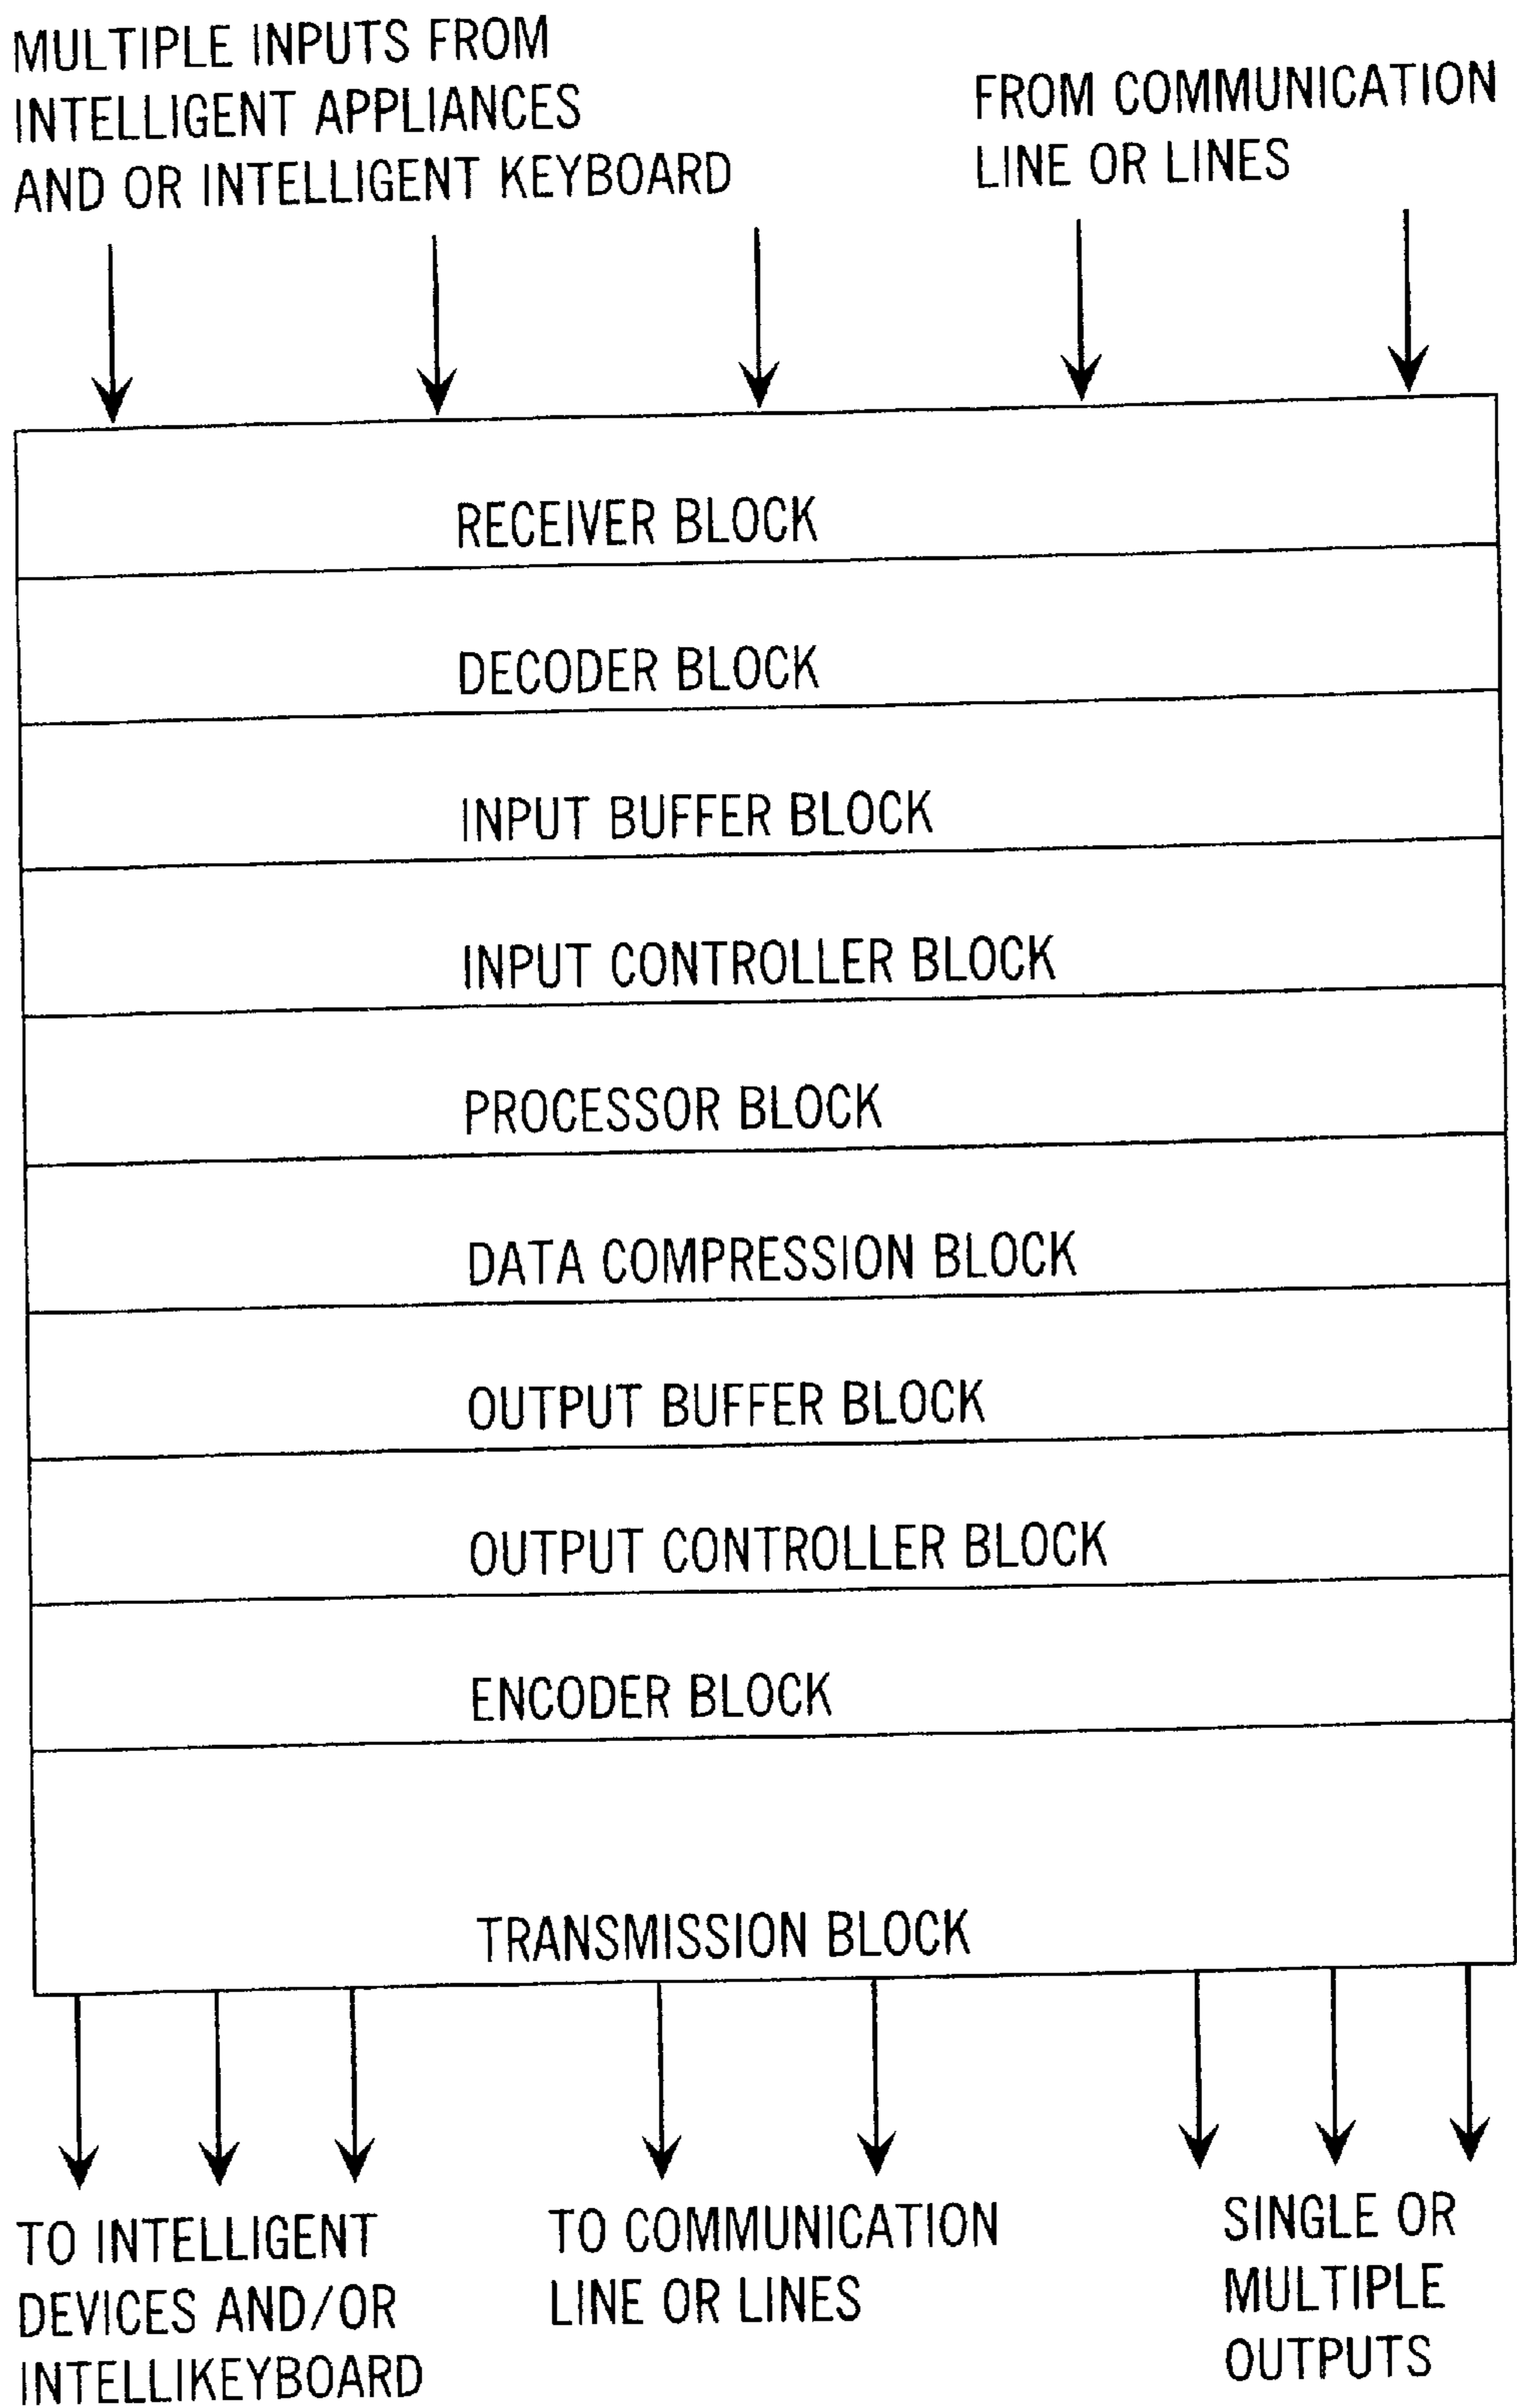 MULTIPLE INPUTS FROM
INTELLIGENT APPLIANCES
AND OR INTELLIGENT KEYBOARD
FROM COMMUNICATION
LINE OR LINES
RECEIVER BLOCK
DECODER BLOCK
INPUT BUFFER BLOCK
INPUT CONTROLLER BLOCK
PROCESSOR BLOCK
DATA COMPRESSION BLOCK
OUTPUT BUFFER BLOCK
OUTPUT CONTROLLER BLOCK
ENCODER BLOCK
TRANSMISSION BLOCK
TO INTELLIGENT
DEVICES AND/OR
INTELLIKEYBOARD
TO COMMUNICATION
LINE OR LINES
SINGLE OR
MULTIPLE
OUTPUTS